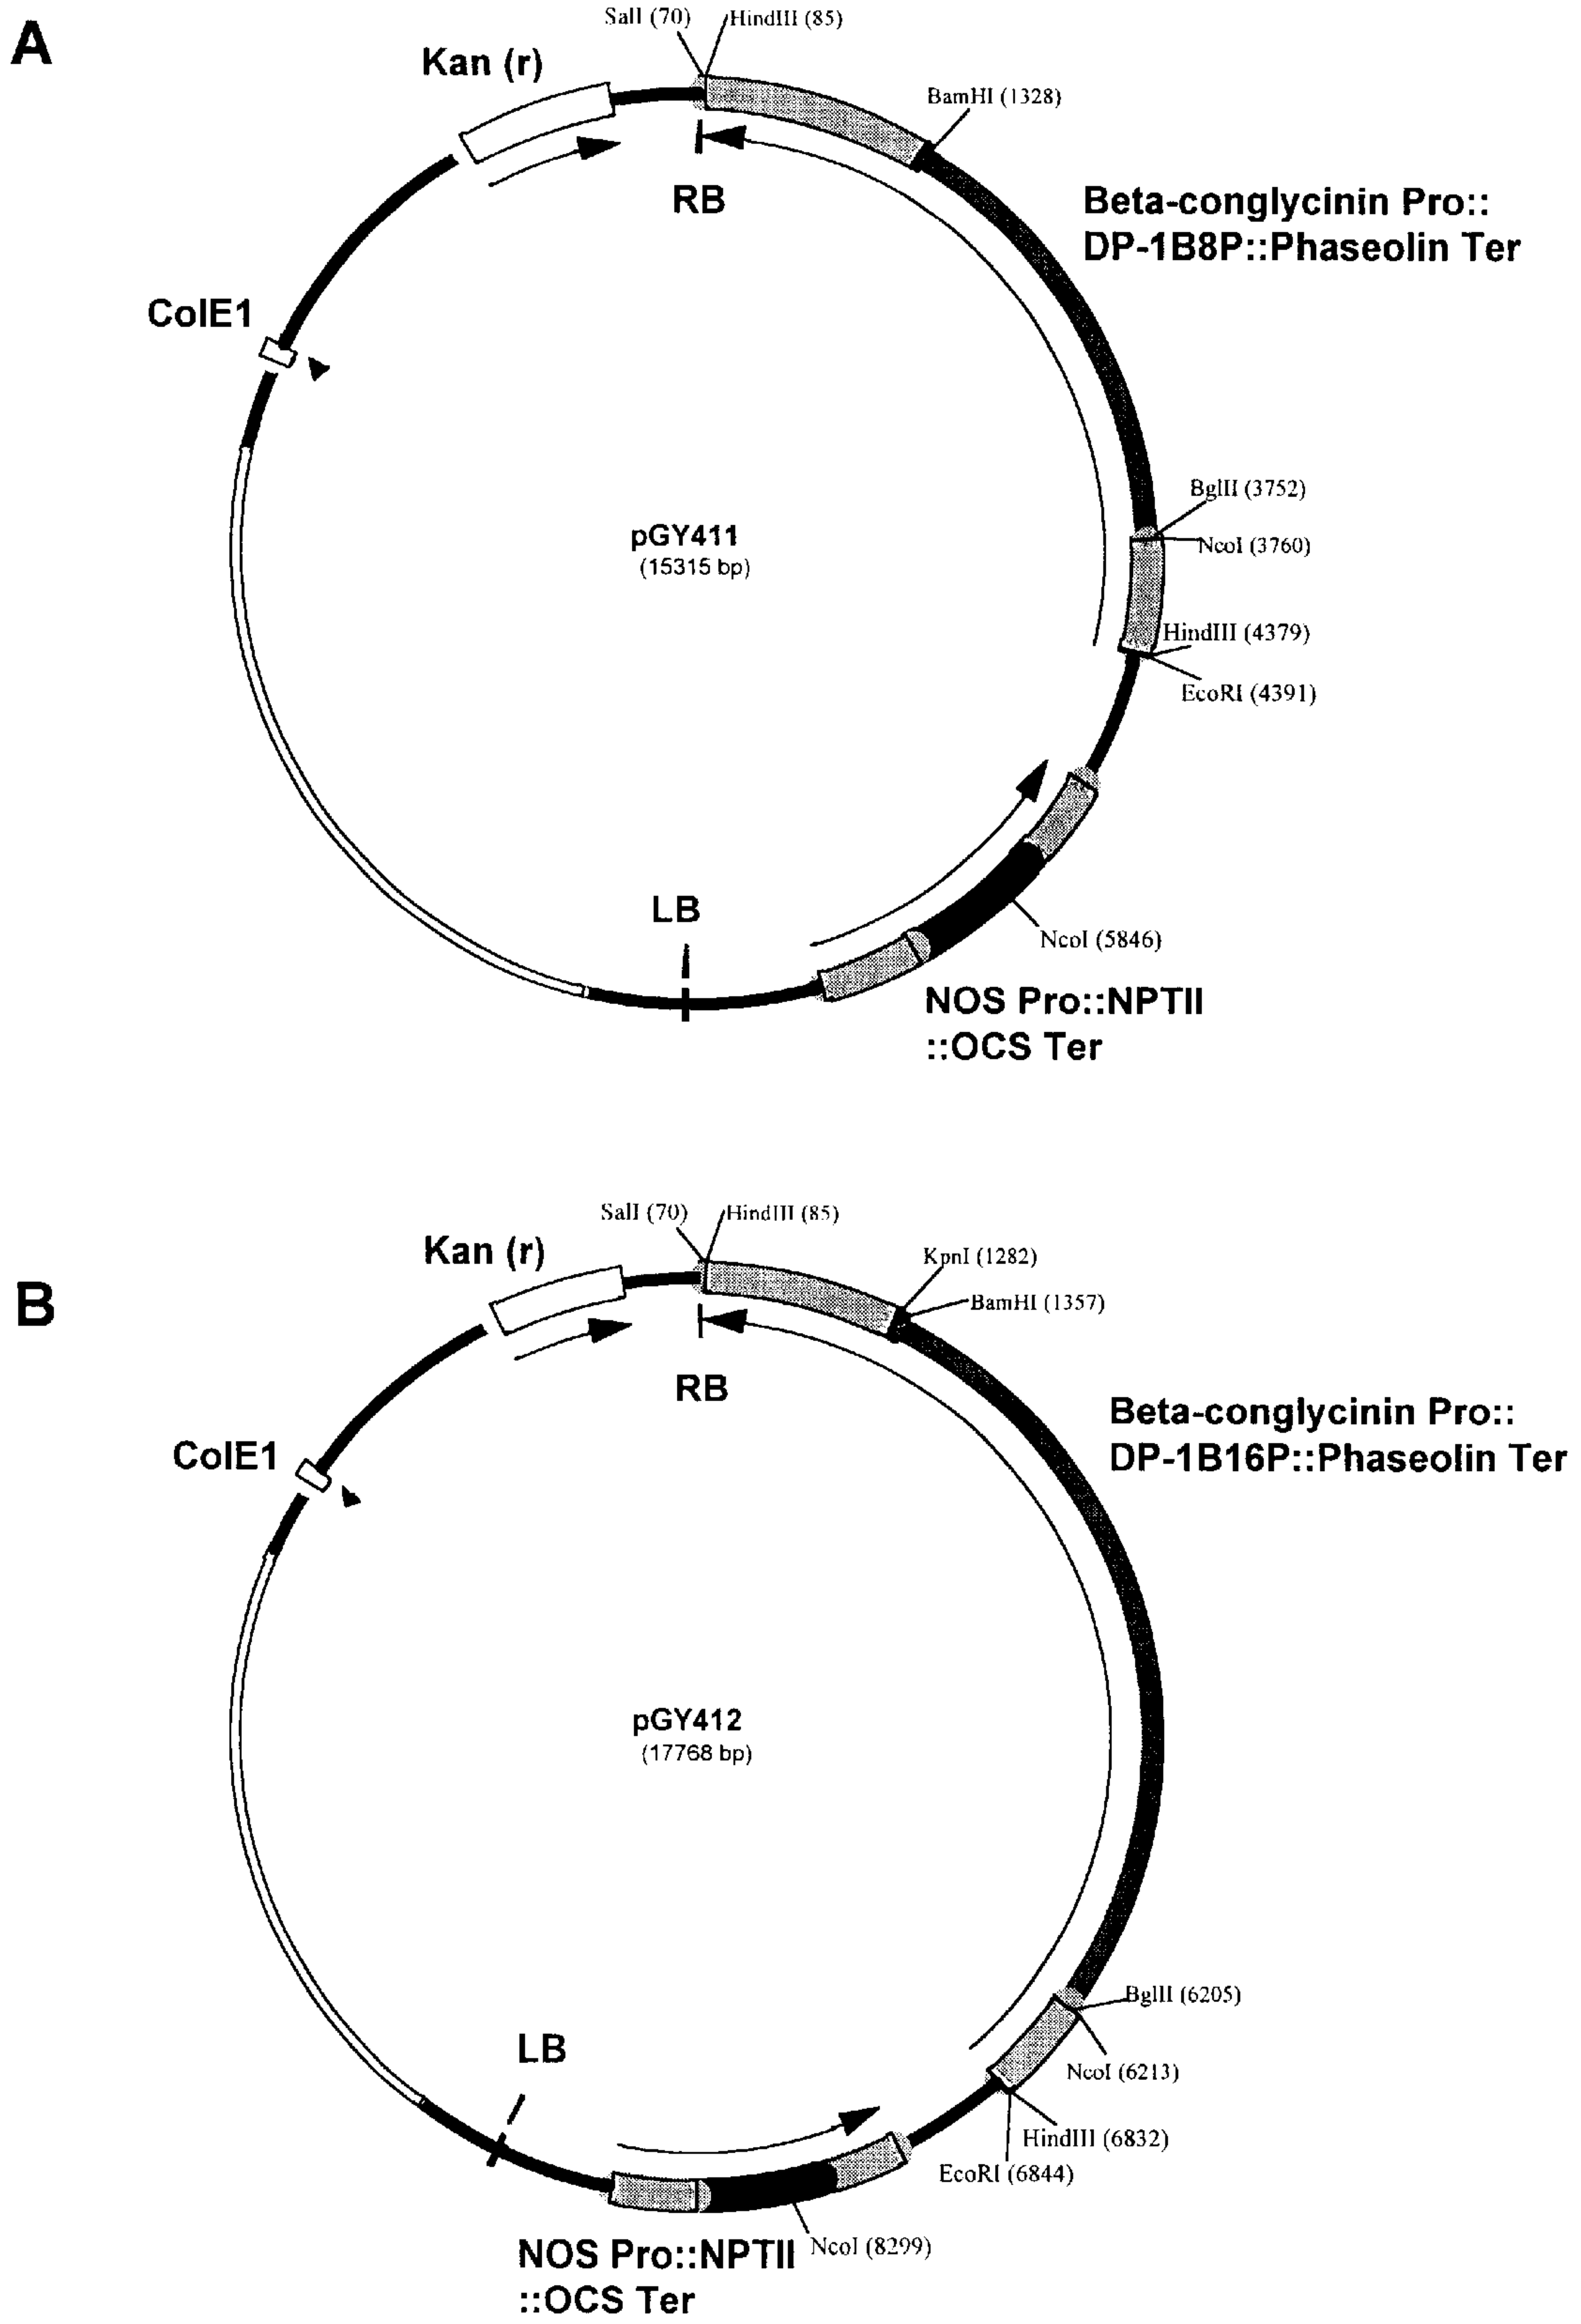 A
SalI (70)
HindIII (85)
Kan (r)
BamHI (1328)
RB
Beta-conglycinin Pro::
DP-1B8P::Phaseolin Ter
ColE1
BglII (3752)
pGY411
(15315 bp)
NcoI (3760)
HindIII (4379)
EcoRI (4391)
LB
NcoI (5846)
NOS Pro::NPTII
::OCS Ter
B
SalI (70)
HindIII (85)
Kan (r)
KpnI (1282)
BamHI (1357)
RB
Beta-conglycinin Pro::
DP-1B16P::Phaseolin Ter
ColE1
pGY412
(17768 bp)
BglII (6205)
LB
NcoI (6213)
HindIII (6832)
EcoRI (6844)
NOS Pro::NPTII
::OCS Ter
NcoI (8299)